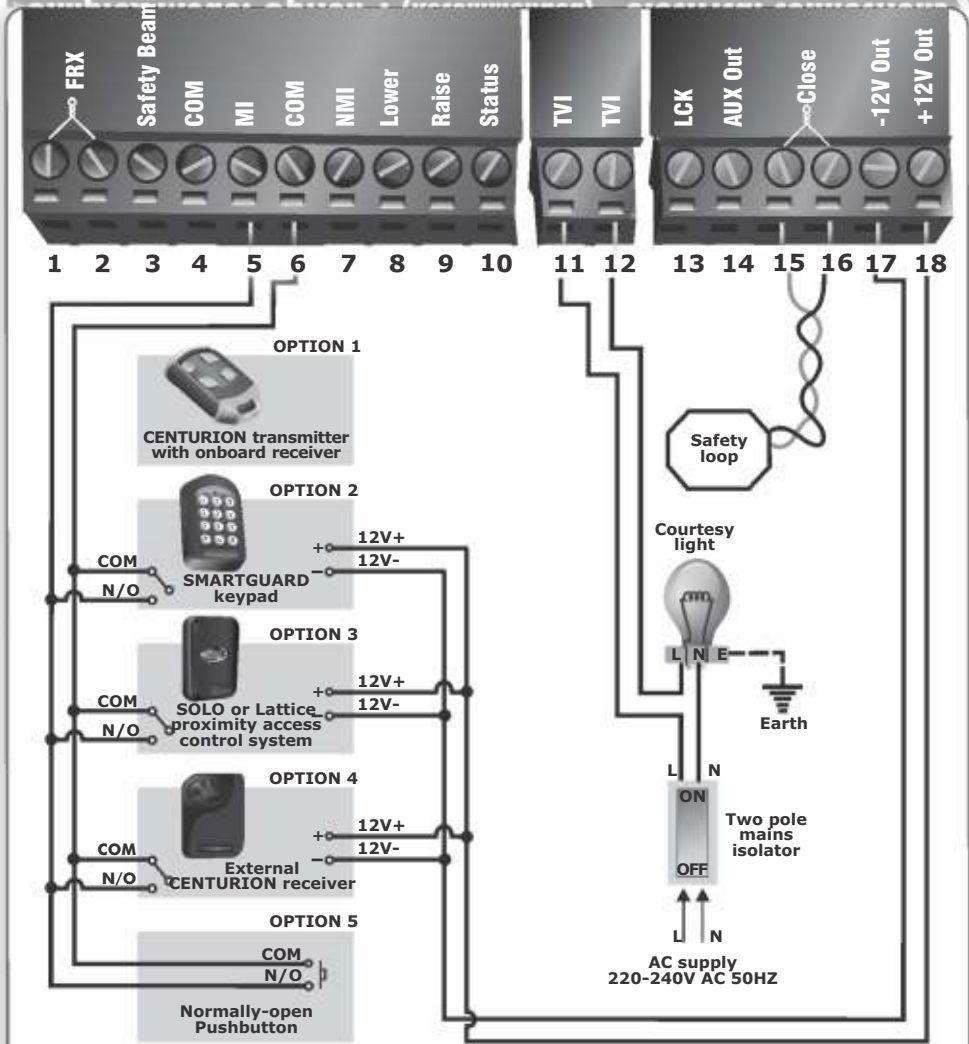 FRX
Safety Beam
COM
MI
COM
NMI
Lower
Raise
Status
TVI
TVI
LCK
AUX Out
Close
-12V Out
+12V Out
1 2 3 4 5 6 7 8 9 10 11 12 13 14 15 16 17 18
OPTION 1
CENTURION transmitter
with onboard receiver
OPTION 2
COM
N/O
SMARTGUARD
keypad
+ 12V+
– 12V-
OPTION 3
COM
N/O
SOLO or Lattice
proximity access
control system
+ 12V+
– 12V-
OPTION 4
COM
N/O
External
CENTURION receiver
+ 12V+
– 12V-
OPTION 5
COM
N/O
Normally-open
Pushbutton
Safety
loop
Courtesy
light
L N E
Earth
L N
ON
OFF
Two pole
mains
isolator
L N
AC supply
220-240V AC 50HZ